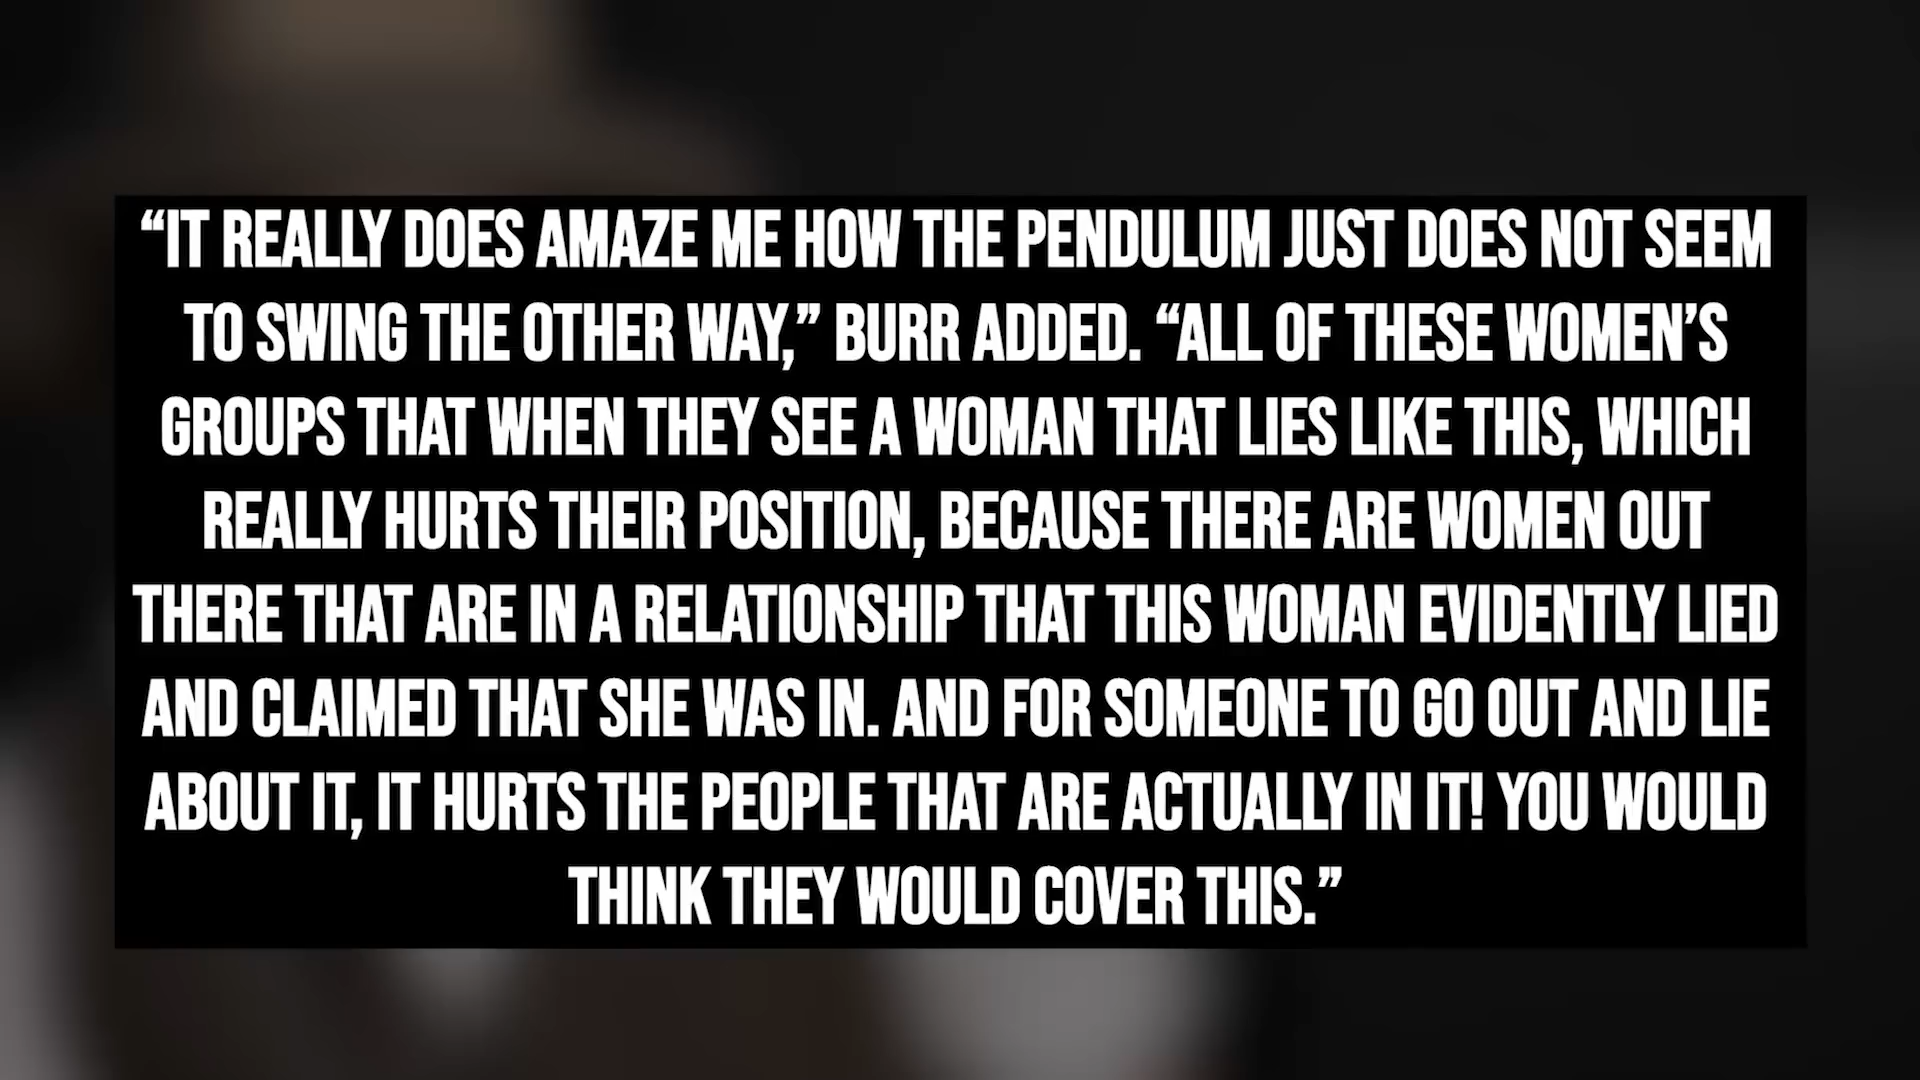 “IT REALLY DOES AMAZE ME HOW THE PENDULUM JUST DOES NOT SEEM
TO SWING THE OTHER WAY,” BURR ADDED. “ALL OF THESE WOMEN’S
GROUPS THAT WHEN THEY SEE A WOMAN THAT LIES LIKE THIS, WHICH
REALLY HURTS THEIR POSITION, BECAUSE THERE ARE WOMEN OUT
THERE THAT ARE IN A RELATIONSHIP THAT THIS WOMAN EVIDENTLY LIED
AND CLAIMED THAT SHE WAS IN. AND FOR SOMEONE TO GO OUT AND LIE
ABOUT IT, IT HURTS THE PEOPLE THAT ARE ACTUALLY IN IT! YOU WOULD
THINK THEY WOULD COVER THIS.”